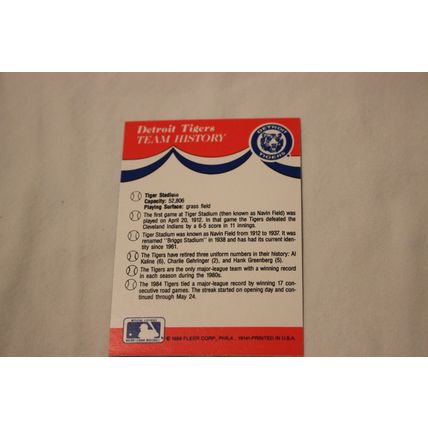 Detroit Tigers
TEAM HISTORY
DETROIT
TIGERS
Tiger Stadium
Capacity: 52,806
Playing Surface: grass field
The first game at Tiger Stadium (then known as Navin Field) was
played on April 20, 1912. In that game the Tigers defeated the
Cleveland Indians by a 6-5 score in 11 innings.
Tiger Stadium was known as Navin Field from 1912 to 1937. It was
renamed "Briggs Stadium" in 1938 and has had its current identi-
ty since 1961.
The Tigers have retired three uniform numbers in their history: Al
Kaline (6), Charlie Gehringer (2), and Hank Greenberg (5).
The Tigers are the only major-league team with a winning record
in each season during the 1980s.
The 1984 Tigers tied a major-league record by winning 17 con-
secutive road games. The streak started on opening day and con-
tinued through May 24.
© 1988 FLEER CORP., PHILA., 19141-PRINTED IN U.S.A.